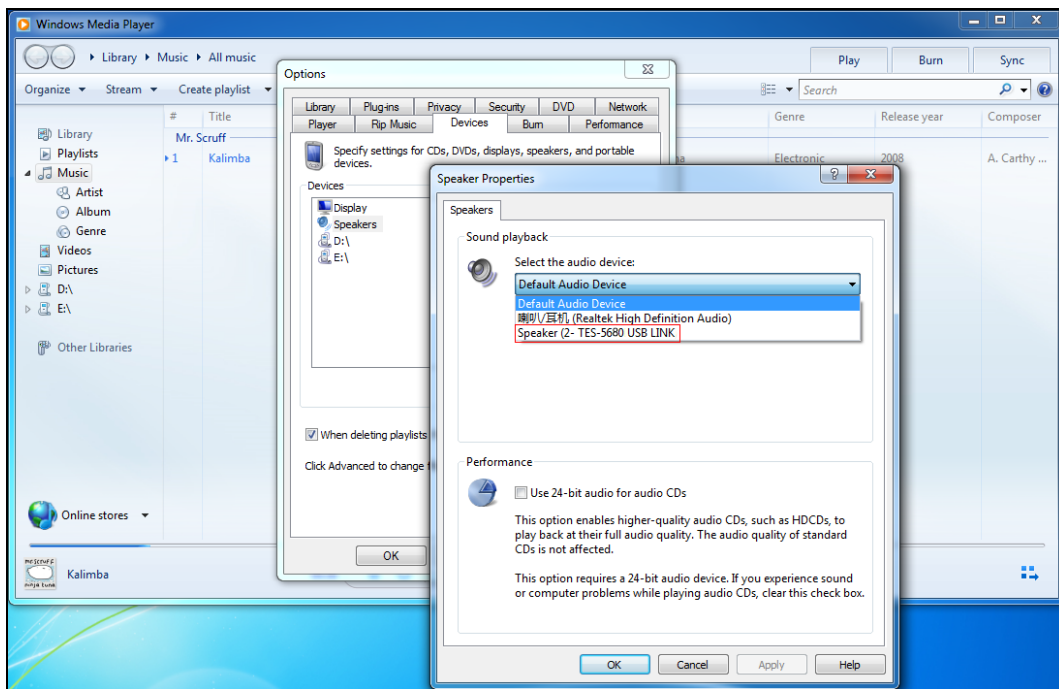 Windows Media Player
Library Music All music
Play Burn Sync
Organize Stream Create playlist
Search
# Title
Genre Release year Composer
Library
Playlists
Music
Artist
Album
Genre
Videos
Pictures
D:\
E:\
Other Libraries
Mr. Scruff
1 Kalimba
Electronic 2008 A. Carthy ...
Online stores
Kalimba
Options
Library Plug-ins Privacy Security DVD Network
Player Rip Music Devices Burn Performance
Specify settings for CDs, DVDs, displays, speakers, and portable
devices.
Devices
Display
Speakers
D:\
E:\
When deleting playlists
Click Advanced to change
OK
Speaker Properties
Speakers
Sound playback
Select the audio device:
Default Audio Device
Default Audio Device
喇叭/耳机 (Realtek High Definition Audio)
Speaker (2- TES-5680 USB LINK
Performance
Use 24-bit audio for audio CDs
This option enables higher-quality audio CDs, such as HDCDs, to
play back at their full audio quality. The audio quality of standard
CDs is not affected.
This option requires a 24-bit audio device. If you experience sound
or computer problems while playing audio CDs, clear this check box.
OK Cancel Apply Help